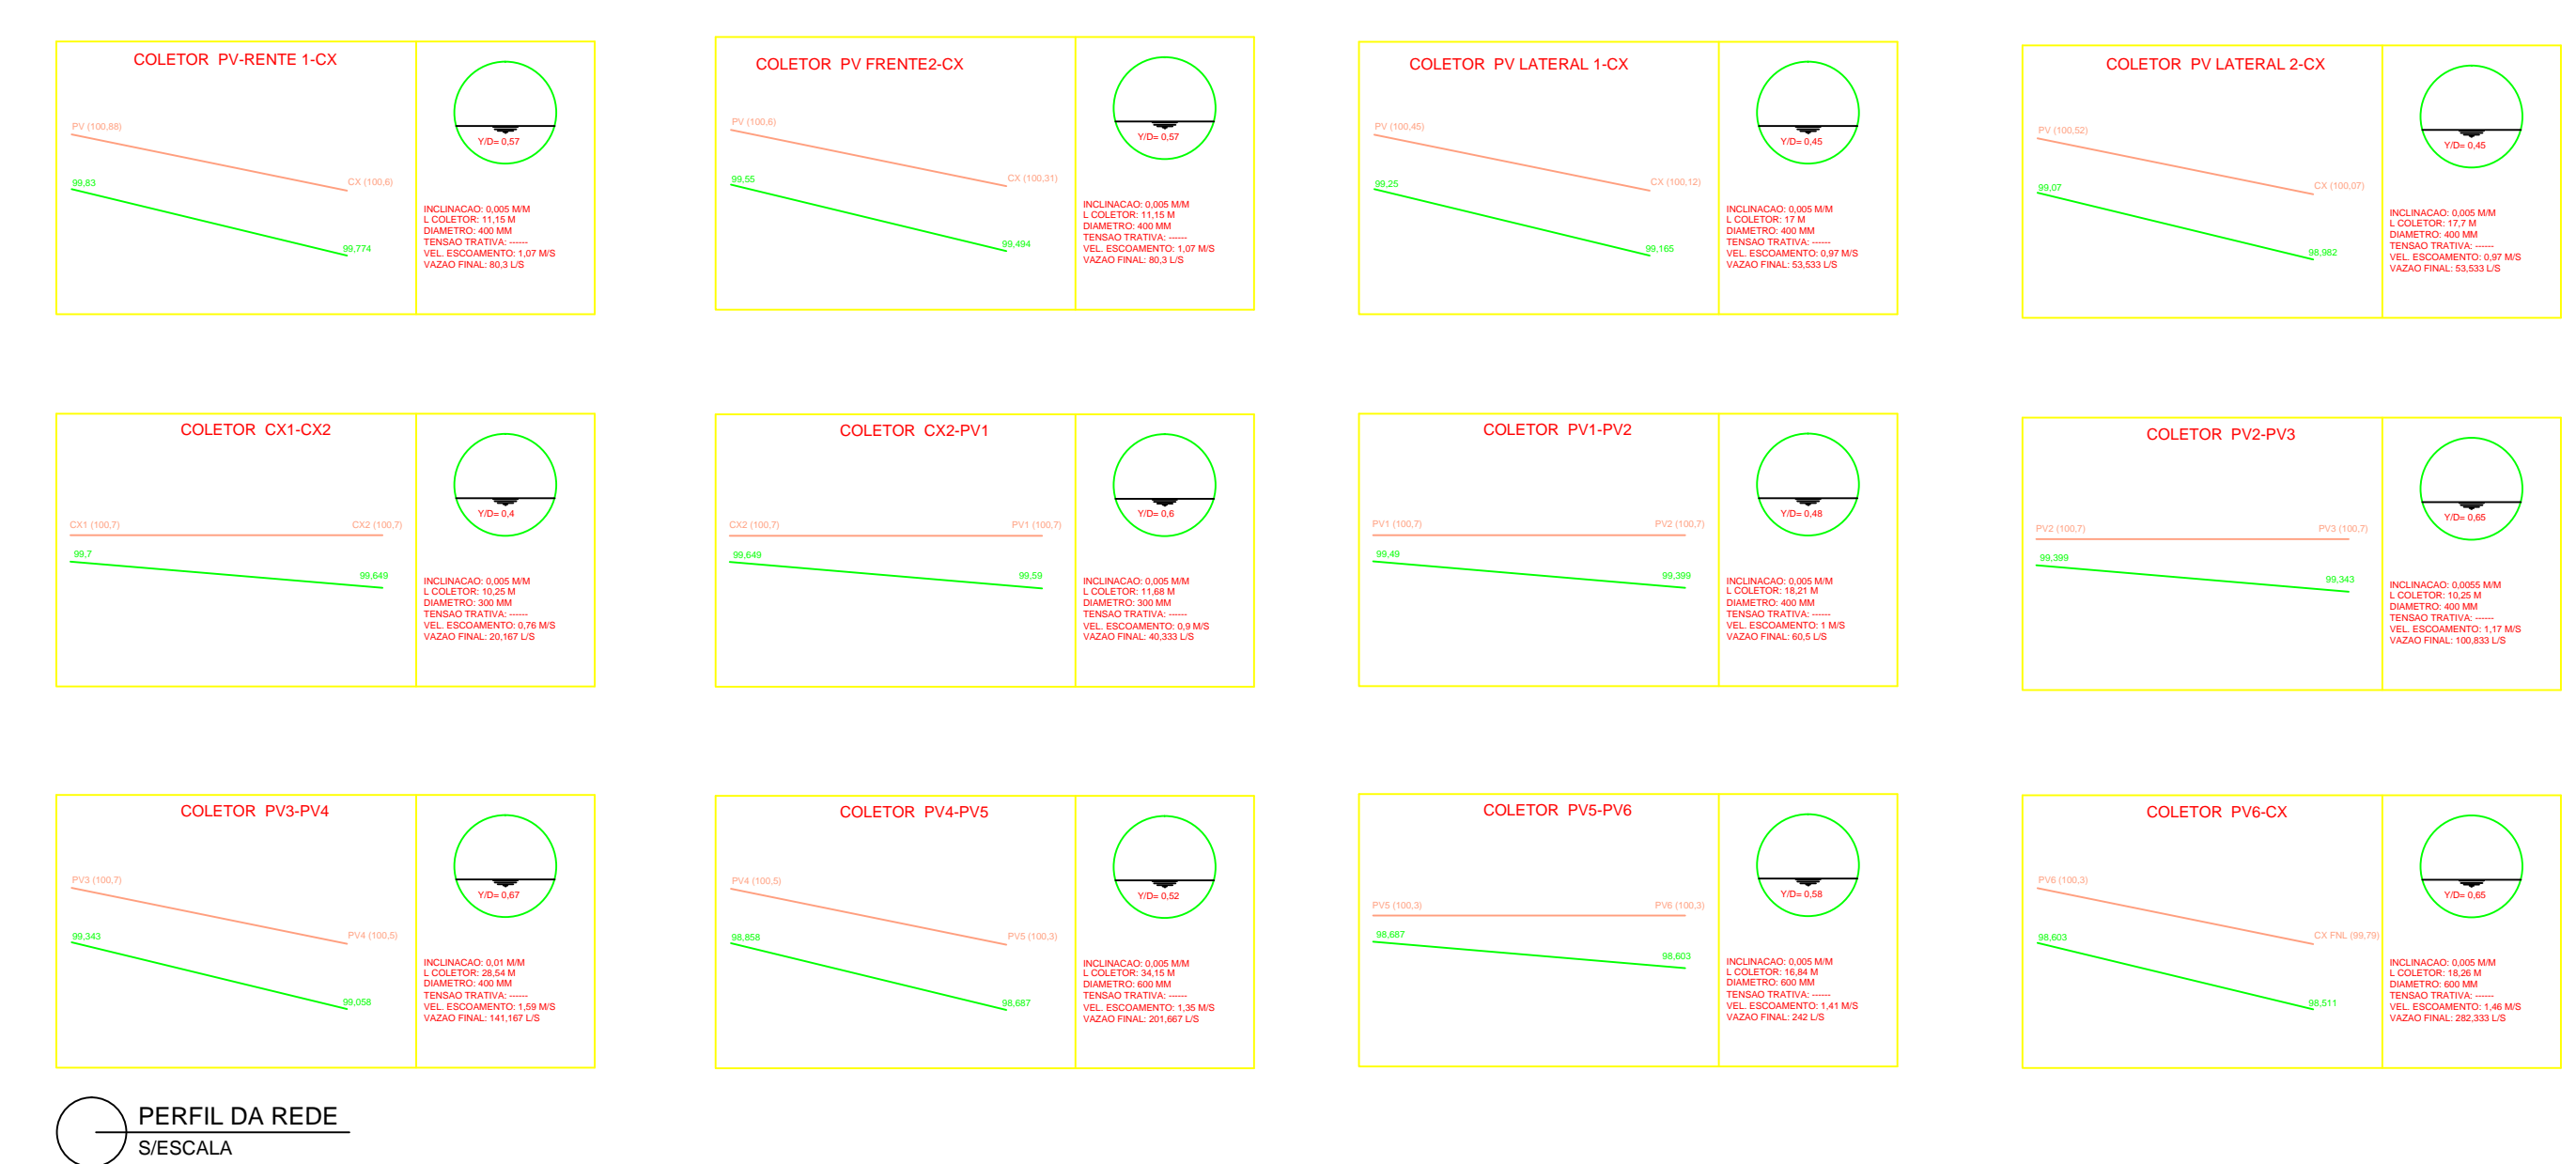 COLETOR PV-RENTE 1-CX
PV (100,88)
CX (100,6)
99,83
99,774
Y/D= 0,57
INCLINACAO: 0,005 M/M
L COLETOR: 11,15 M
DIAMETRO: 400 MM
TENSAO TRATIVA: ------
VEL. ESCOAMENTO: 1,07 M/S
VAZAO FINAL: 80,3 L/S
COLETOR PV FRENTE2-CX
PV (100,6)
CX (100,31)
99,55
99,494
Y/D= 0,57
INCLINACAO: 0,005 M/M
L COLETOR: 11,15 M
DIAMETRO: 400 MM
TENSAO TRATIVA: ------
VEL. ESCOAMENTO: 1,07 M/S
VAZAO FINAL: 80,3 L/S
COLETOR PV LATERAL 1-CX
PV (100,45)
CX (100,12)
99,25
99,165
Y/D= 0,45
INCLINACAO: 0,005 M/M
L COLETOR: 17 M
DIAMETRO: 400 MM
TENSAO TRATIVA: ------
VEL. ESCOAMENTO: 0,97 M/S
VAZAO FINAL: 53,533 L/S
COLETOR PV LATERAL 2-CX
PV (100,52)
CX (100,07)
99,07
98,982
Y/D= 0,45
INCLINACAO: 0,005 M/M
L COLETOR: 17,7 M
DIAMETRO: 400 MM
TENSAO TRATIVA: ------
VEL. ESCOAMENTO: 0,97 M/S
VAZAO FINAL: 53,533 L/S
COLETOR CX1-CX2
CX1 (100,7)
CX2 (100,7)
99,7
99,649
Y/D= 0,4
INCLINACAO: 0,005 M/M
L COLETOR: 10,25 M
DIAMETRO: 300 MM
TENSAO TRATIVA: ------
VEL. ESCOAMENTO: 0,76 M/S
VAZAO FINAL: 20,167 L/S
COLETOR CX2-PV1
CX2 (100,7)
PV1 (100,7)
99,649
99,59
Y/D= 0,6
INCLINACAO: 0,005 M/M
L COLETOR: 11,68 M
DIAMETRO: 300 MM
TENSAO TRATIVA: ------
VEL. ESCOAMENTO: 0,9 M/S
VAZAO FINAL: 40,333 L/S
COLETOR PV1-PV2
PV1 (100,7)
PV2 (100,7)
99,49
99,399
Y/D= 0,48
INCLINACAO: 0,005 M/M
L COLETOR: 18,21 M
DIAMETRO: 400 MM
TENSAO TRATIVA: ------
VEL. ESCOAMENTO: 1 M/S
VAZAO FINAL: 60,5 L/S
COLETOR PV2-PV3
PV2 (100,7)
PV3 (100,7)
99,399
99,343
Y/D= 0,65
INCLINACAO: 0,0055 M/M
L COLETOR: 10,25 M
DIAMETRO: 400 MM
TENSAO TRATIVA: ------
VEL. ESCOAMENTO: 1,17 M/S
VAZAO FINAL: 100,833 L/S
COLETOR PV3-PV4
PV3 (100,7)
PV4 (100,5)
99,343
99,058
Y/D= 0,67
INCLINACAO: 0,01 M/M
L COLETOR: 28,54 M
DIAMETRO: 400 MM
TENSAO TRATIVA: ------
VEL. ESCOAMENTO: 1,59 M/S
VAZAO FINAL: 141,167 L/S
COLETOR PV4-PV5
PV4 (100,5)
PV5 (100,3)
98,858
98,687
Y/D= 0,52
INCLINACAO: 0,005 M/M
L COLETOR: 34,15 M
DIAMETRO: 600 MM
TENSAO TRATIVA: ------
VEL. ESCOAMENTO: 1,35 M/S
VAZAO FINAL: 201,667 L/S
COLETOR PV5-PV6
PV5 (100,3)
PV6 (100,3)
98,687
98,603
Y/D= 0,58
INCLINACAO: 0,005 M/M
L COLETOR: 16,84 M
DIAMETRO: 600 MM
TENSAO TRATIVA: ------
VEL. ESCOAMENTO: 1,41 M/S
VAZAO FINAL: 242 L/S
COLETOR PV6-CX
PV6 (100,3)
CX FNL (99,79)
98,603
98,511
Y/D= 0,65
INCLINACAO: 0,005 M/M
L COLETOR: 18,26 M
DIAMETRO: 600 MM
TENSAO TRATIVA: ------
VEL. ESCOAMENTO: 1,46 M/S
VAZAO FINAL: 282,333 L/S
PERFIL DA REDE
S/ESCALA